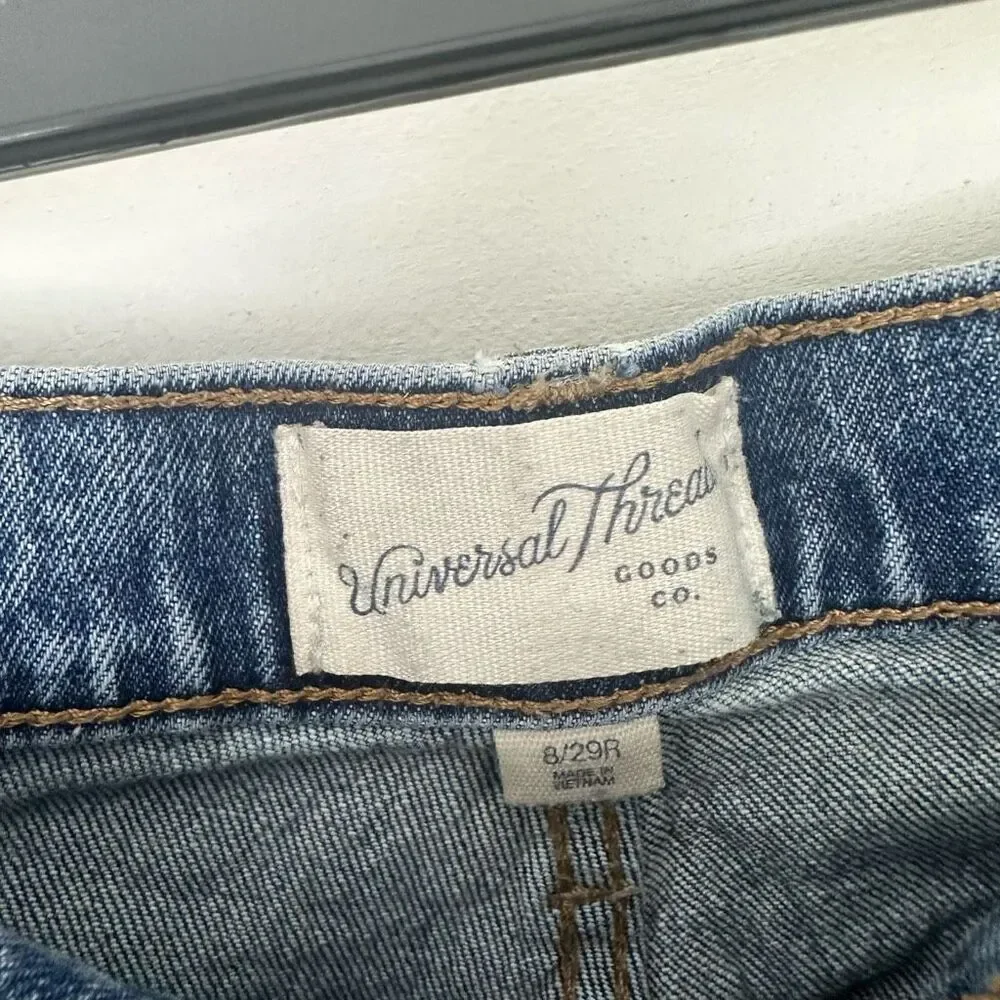 Universal Thread
GOODS
CO.
8/29R
MADE IN
VIETNAM